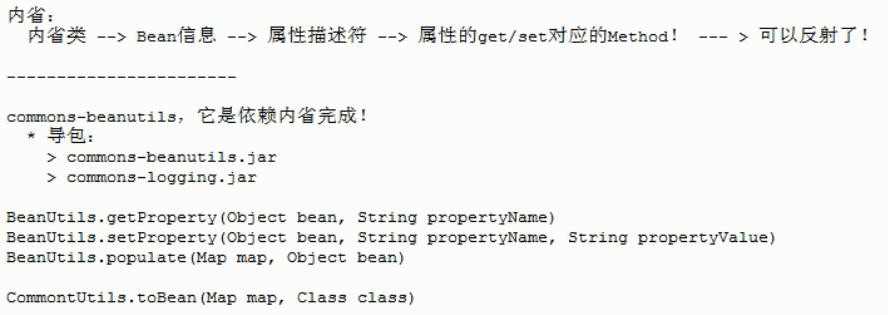 内省：
内省类 --> Bean信息 --> 属性描述符 --> 属性的get/set对应的Method！ --- > 可以反射了！
-----------------------
commons-beanutils，它是依赖内省完成！
* 导包：
> commons-beanutils.jar
> commons-logging.jar
BeanUtils.getProperty(Object bean, String propertyName)
BeanUtils.setProperty(Object bean, String propertyName, String propertyValue)
BeanUtils.populate(Map map, Object bean)
CommontUtils.toBean(Map map, Class class)